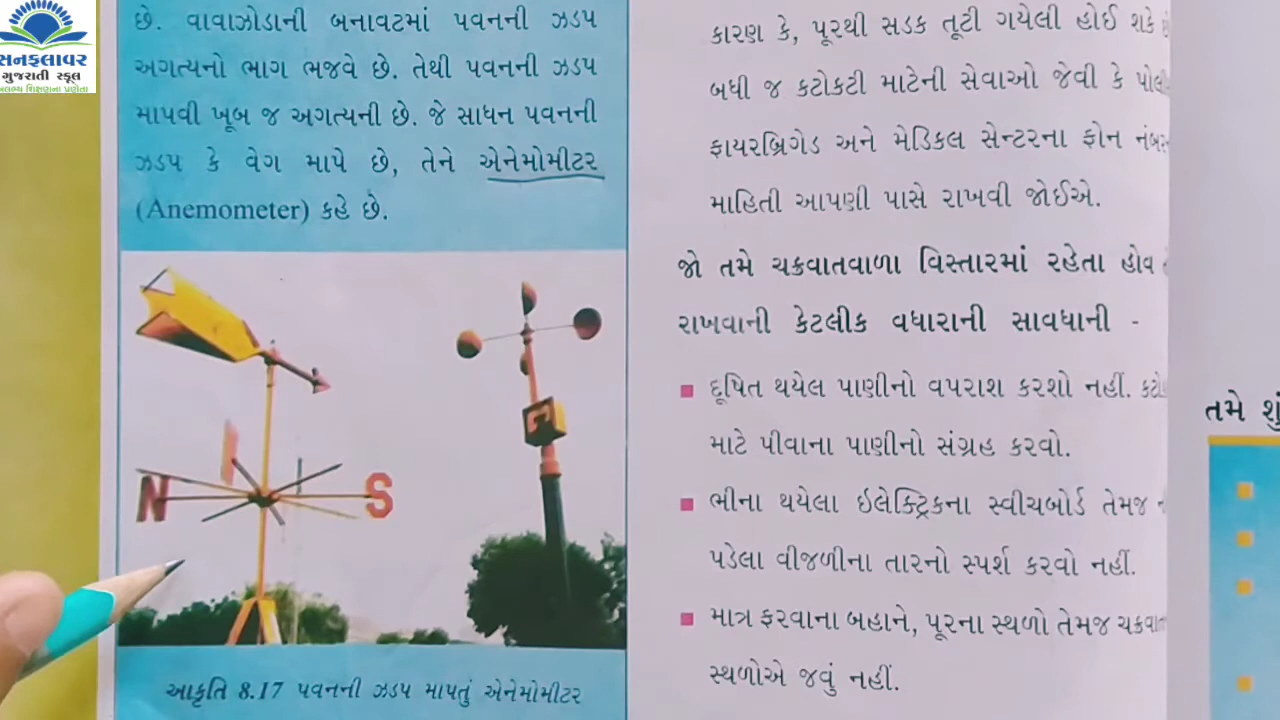 સનફલાવર
ગુજરાતી સ્કૂલ
છે. વાવાઝોડાની બનાવટમાં પવનની ઝડપ
અગત્યનો ભાગ ભજવે છે. તેથી પવનની ઝડપ
માપવી ખૂબ જ અગત્યની છે. જે સાધન પવનની
ઝડપ કે વેગ માપે છે, તેને એનેમોમીટર
(Anemometer) કહે છે.
N
S
આકૃતિ 8.17 પવનની ઝડપ માપતું એનેમોમીટર
કારણ કે, પૂરથી સડક તૂટી ગયેલી હોઈ શકે
બધી જ કટોકટી માટેની સેવાઓ જેવી કે
ફાયરબ્રિગેડ અને મેડિકલ સેન્ટરના ફોન
માહિતી આપણી પાસે રાખવી જોઈએ.
જો તમે ચક્રવાતવાળા વિસ્તારમાં રહેતા હોવ
રાખવાની કેટલીક વધારાની સાવધાની -
દૂષિત થયેલ પાણીનો વપરાશ કરશો નહીં.
માટે પીવાના પાણીનો સંગ્રહ કરવો.
ભીના થયેલા ઇલેક્ટ્રિકના સ્વીચબોર્ડ તેમજ
પડેલા વીજળીના તારનો સ્પર્શ કરવો નહીં.
માત્ર ફરવાના બહાને, પૂરના સ્થળો તેમજ
સ્થળોએ જવું નહીં.
તમે